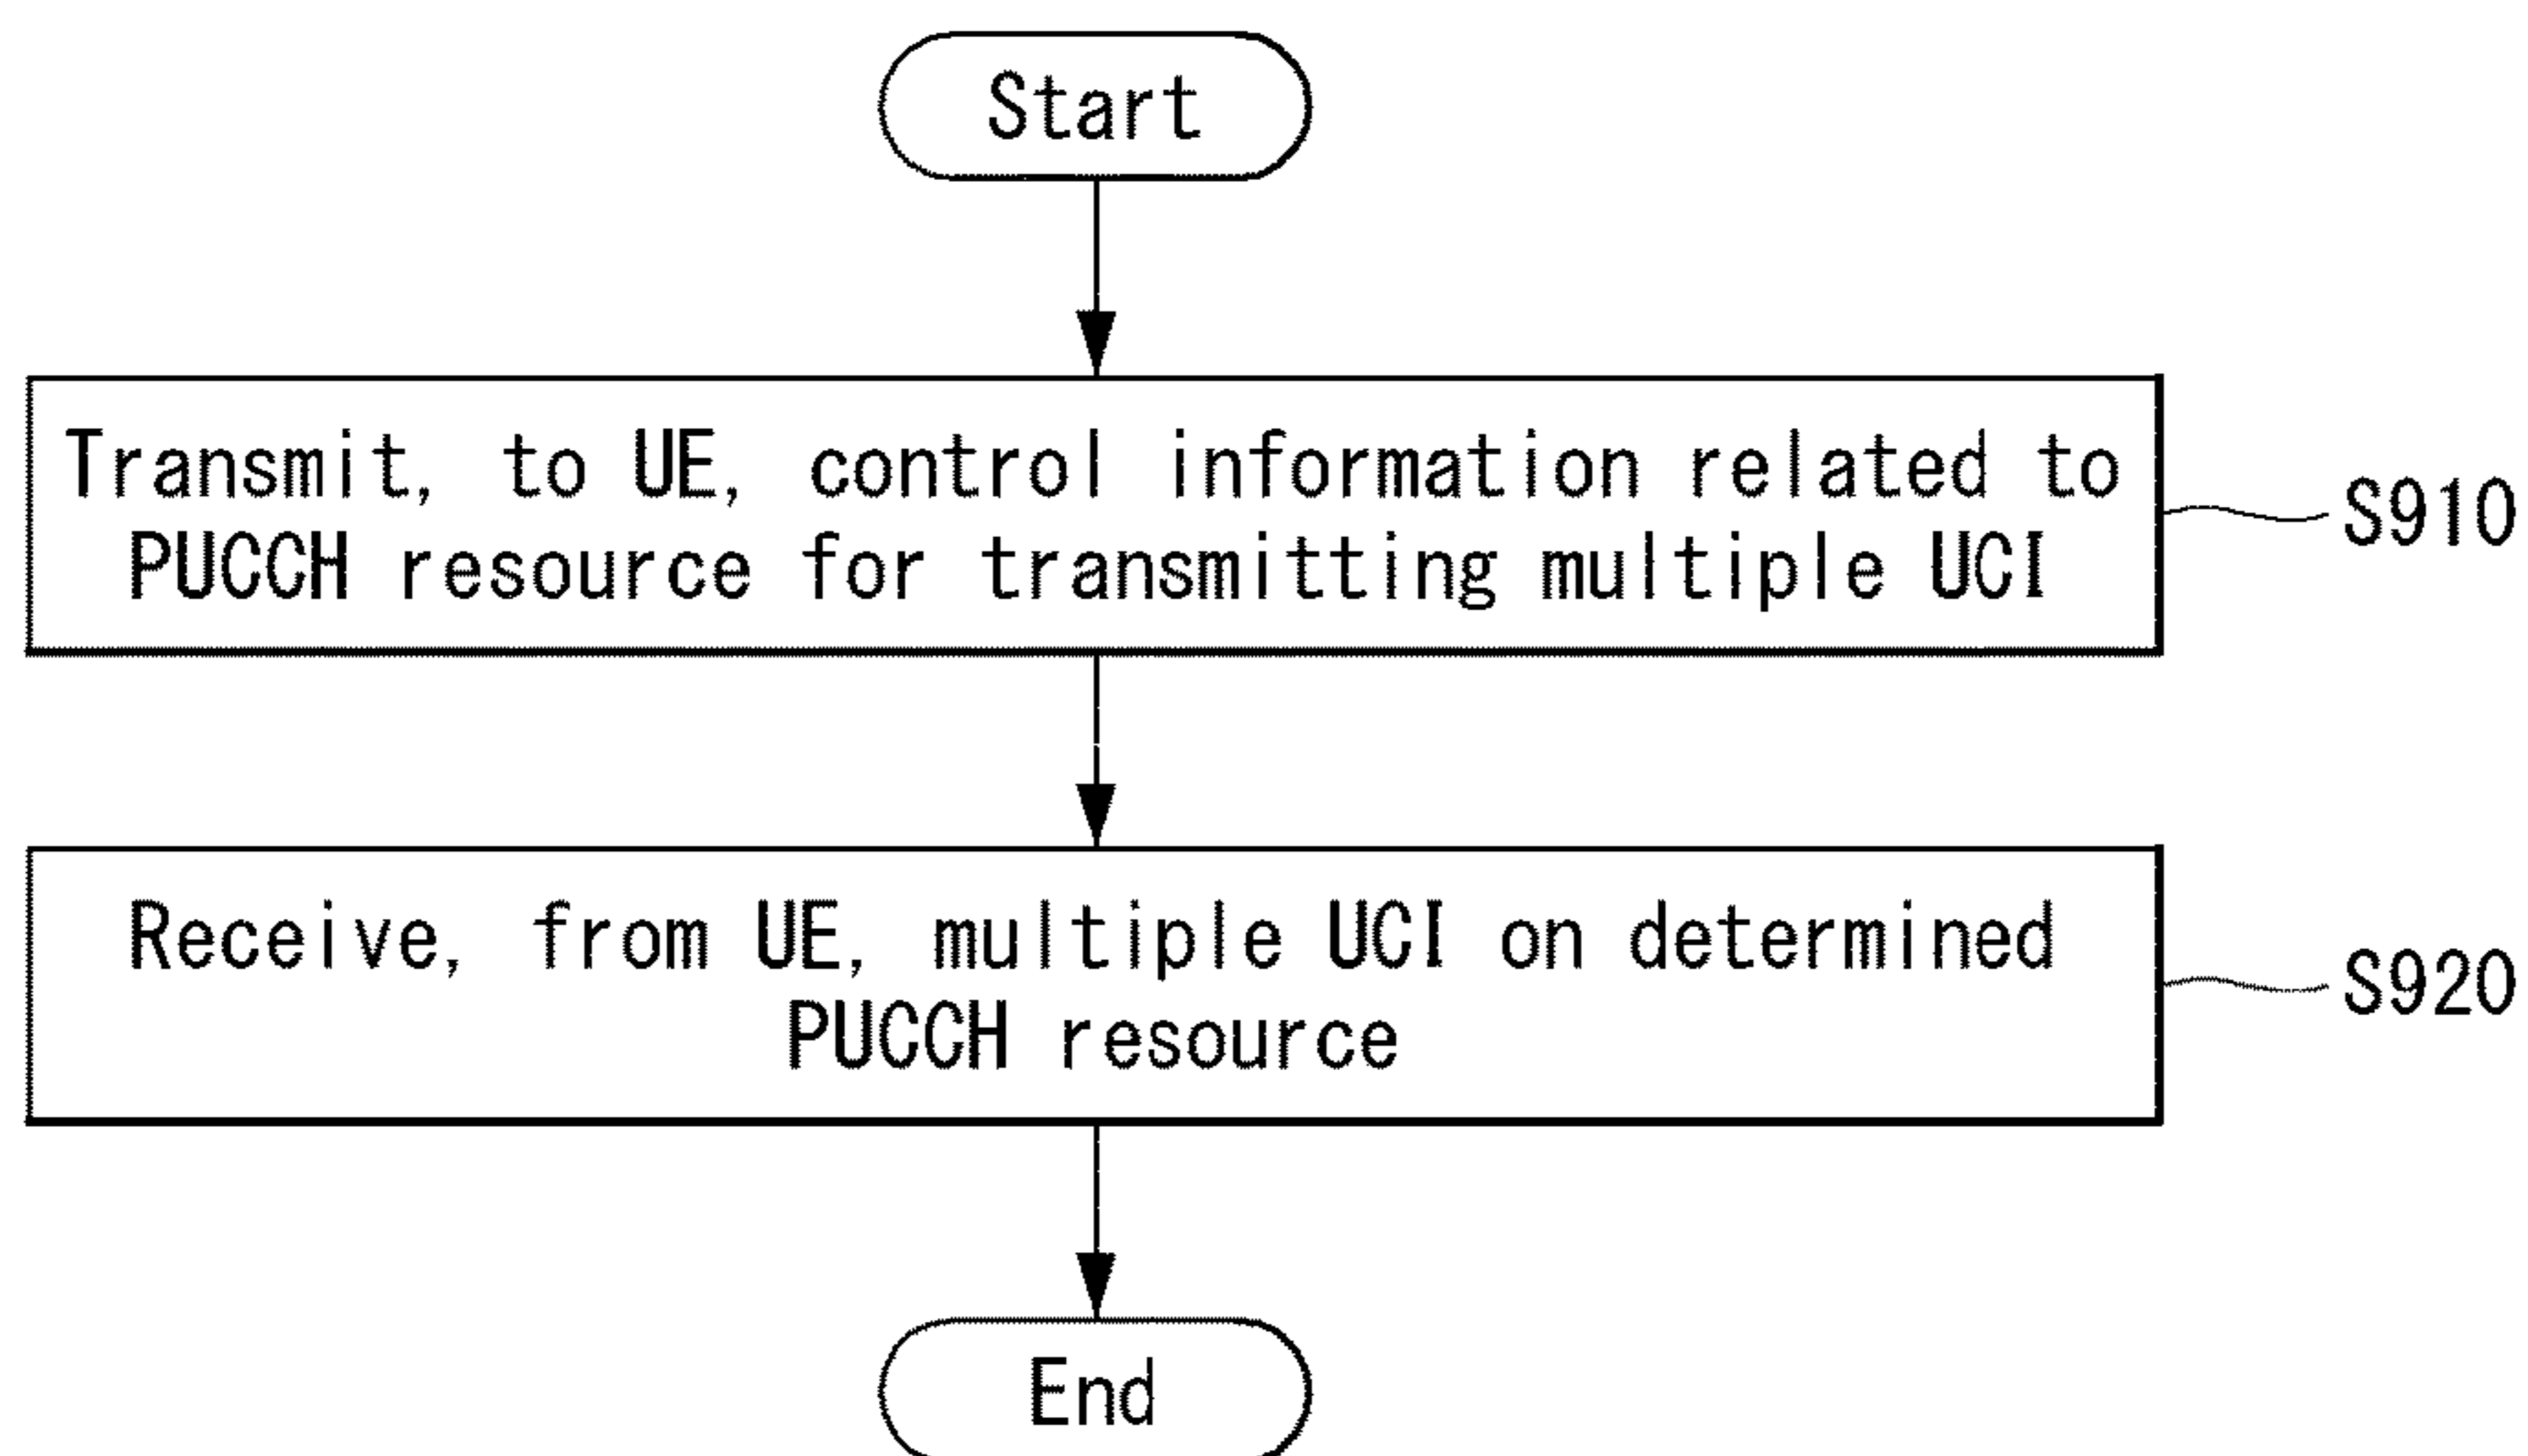 Start
Transmit, to UE, control information related to
PUCCH resource for transmitting multiple UCI
S910
Receive, from UE, multiple UCI on determined
PUCCH resource
S920
End